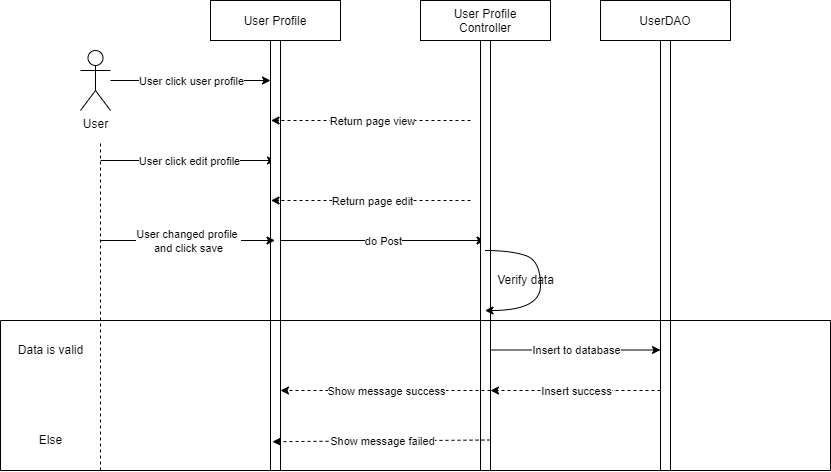 User Profile
User Profile
Controller
UserDAO
User click user profile
User
Return page view
User click edit profile
Return page edit
User changed profile
and click save
do Post
Verify data
Data is valid
Insert to database
Show message success
Insert success
Else
Show message failed